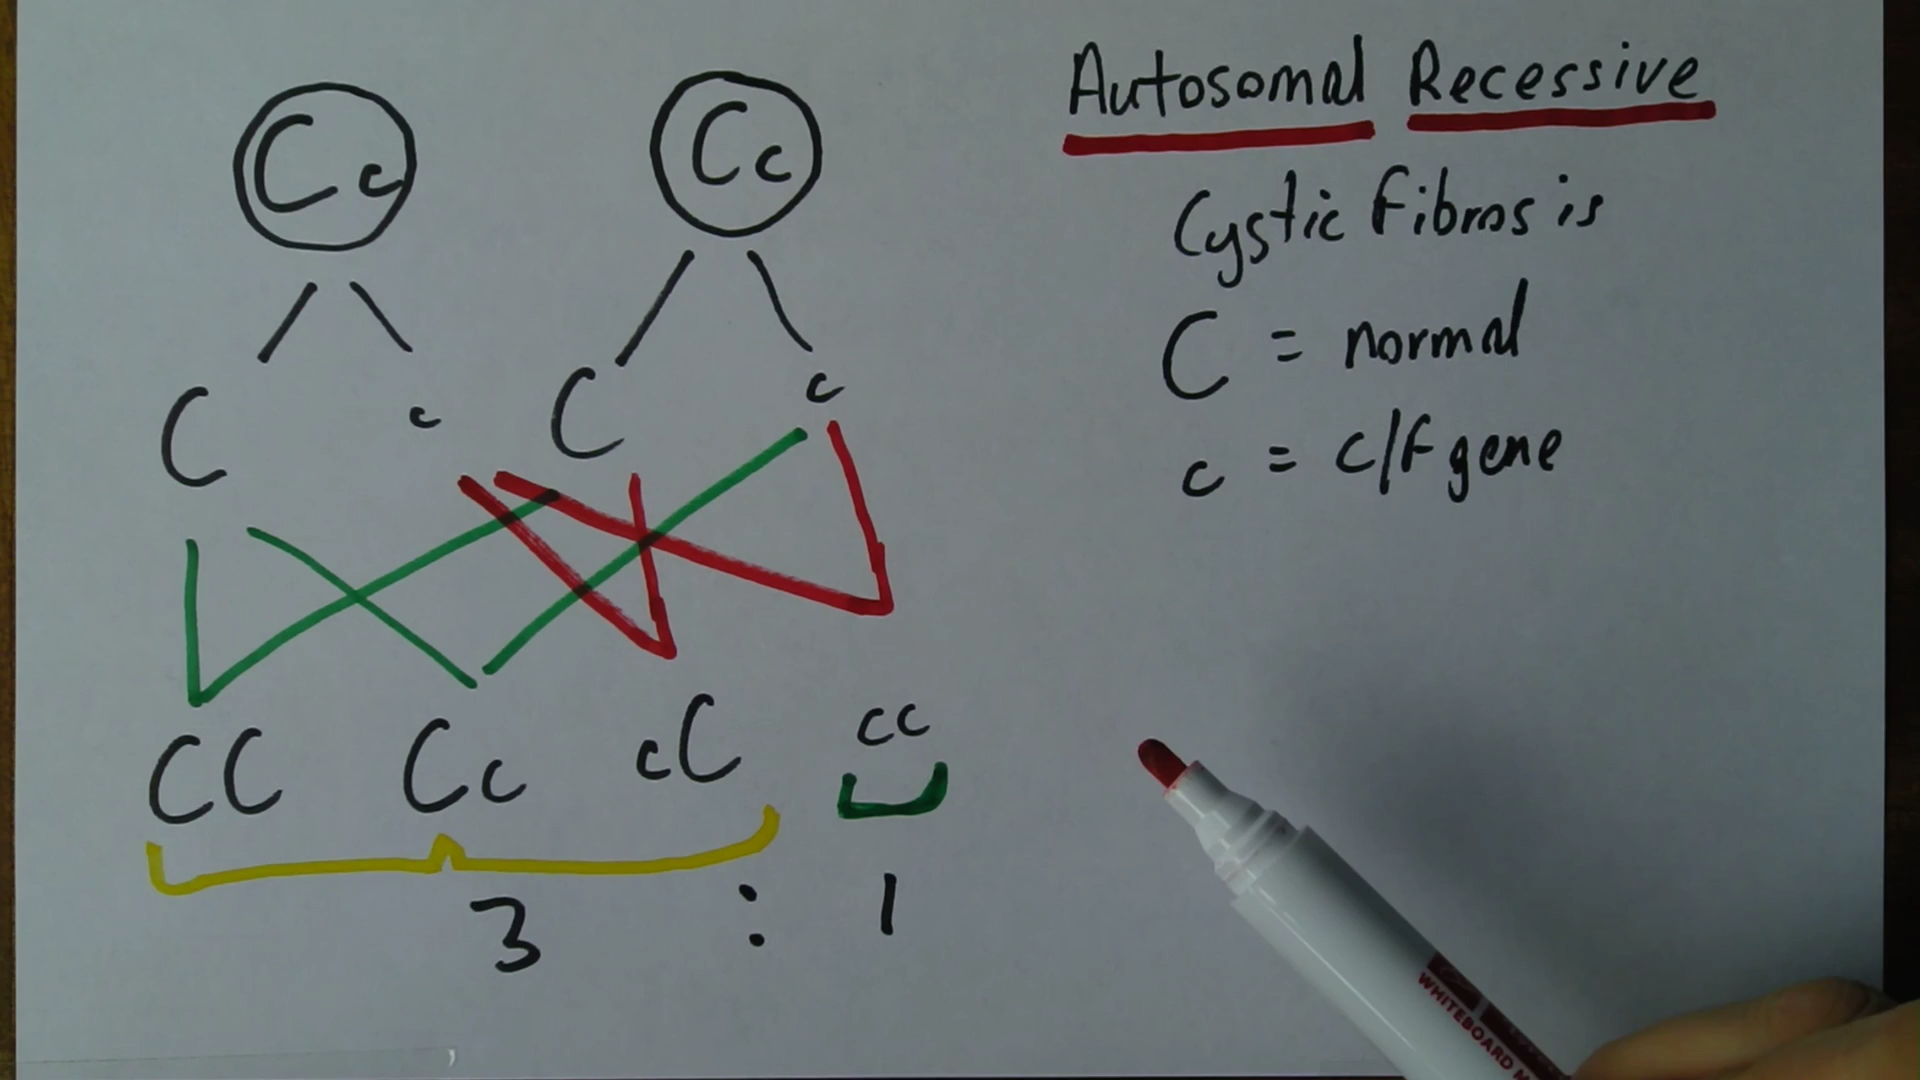 Autosomal Recessive
Cystic Fibrosis
C = normal
c = c/f gene
Cc Cc
C c C c
CC Cc cC cc
3 : 1
WHITEBOARD M